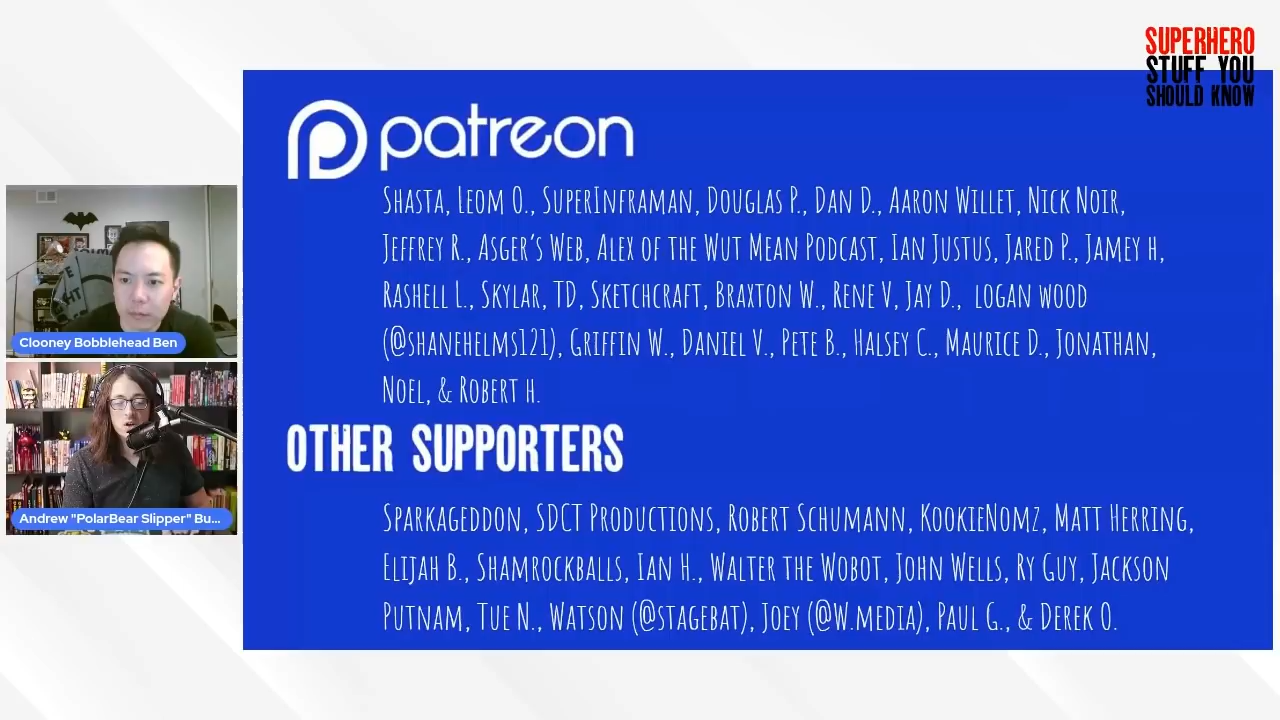 SUPERHERO
STUFF YOU
SHOULD KNOW
patreon
Shasta, Leom O., SuperInframan, Douglas P., Dan D., Aaron Willet, Nick Noir,
Jeffrey R., Asger's Web, Alex of the Wut Mean Podcast, Ian Justus, Jared P., Jamey H,
Rashell L., Skylar, TD, Sketchcraft, Braxton W., Rene V, Jay D., logan wood
(@shanehelms121), Griffin W., Daniel V., Pete B., Halsey C., Maurice D., Jonathan,
Noel, & Robert H.
OTHER SUPPORTERS
Sparkageddon, SDCT Productions, Robert Schumann, KookieNomz, Matt Herring,
Elijah B., Shamrockballs, Ian H., Walter the Wobot, John Wells, Ry Guy, Jackson
Putnam, Tue N., Watson (@stagebat), Joey (@W.media), Paul G., & Derek O.
Clooney Bobblehead Ben
Andrew "PolarBear Slipper" Bu...